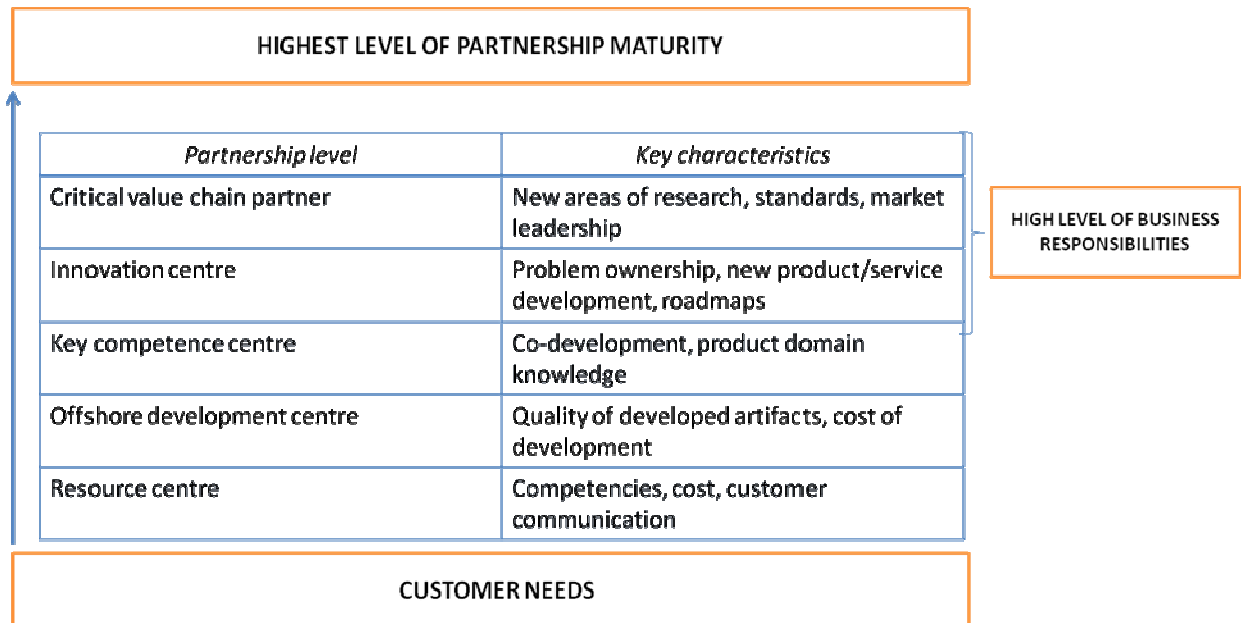 HIGHEST LEVEL OF PARTNERSHIP MATURITY
Partnership level
Key characteristics
Critical value chain partner
New areas of research, standards, market
leadership
Innovation centre
Problem ownership, new product/service
development, roadmaps
Key competence centre
Co-development, product domain
knowledge
Offshore development centre
Quality of developed artifacts, cost of
development
Resource centre
Competencies, cost, customer
communication
HIGH LEVEL OF BUSINESS
RESPONSIBILITIES
CUSTOMER NEEDS